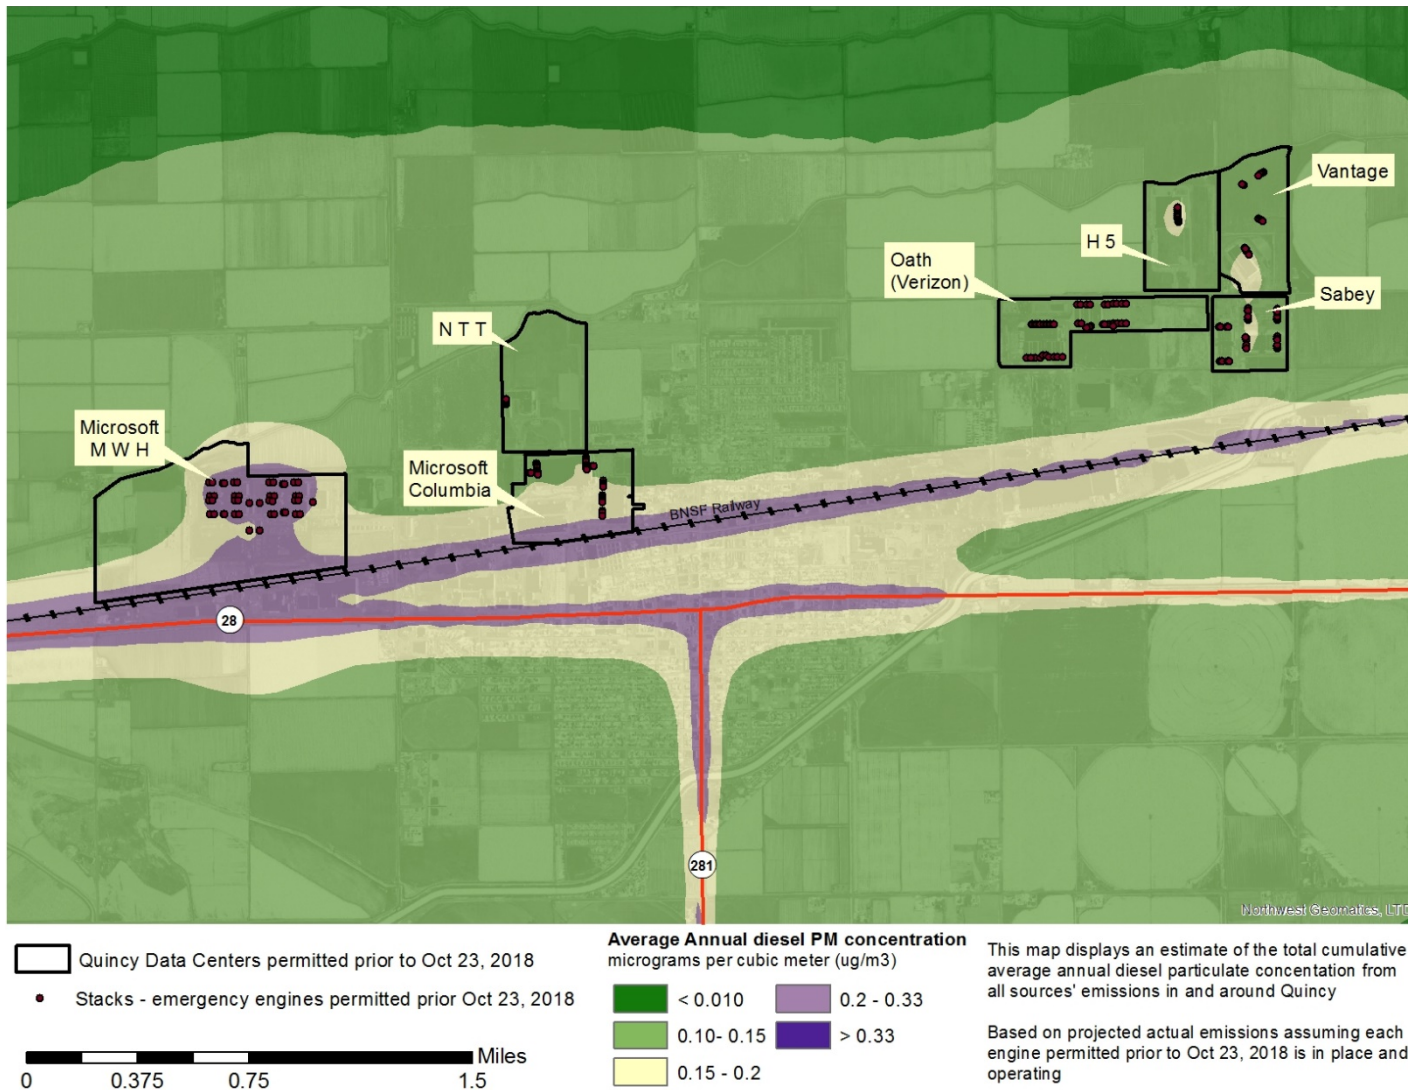 Vantage
H 5
Oath
(Verizon)
Sabey
N T T
Microsoft
M W H
Microsoft
Columbia
BNSF Railway
28
281
Northwest Geomatics, LTD
Quincy Data Centers permitted prior to Oct 23, 2018
Stacks - emergency engines permitted prior Oct 23, 2018
Miles
0 0.375 0.75 1.5
Average Annual diesel PM concentration
micrograms per cubic meter (ug/m3)
< 0.010
0.10- 0.15
0.15 - 0.2
0.2 - 0.33
> 0.33
This map displays an estimate of the total cumulative
average annual diesel particulate concentation from
all sources' emissions in and around Quincy
Based on projected actual emissions assuming each
engine permitted prior to Oct 23, 2018 is in place and
operating